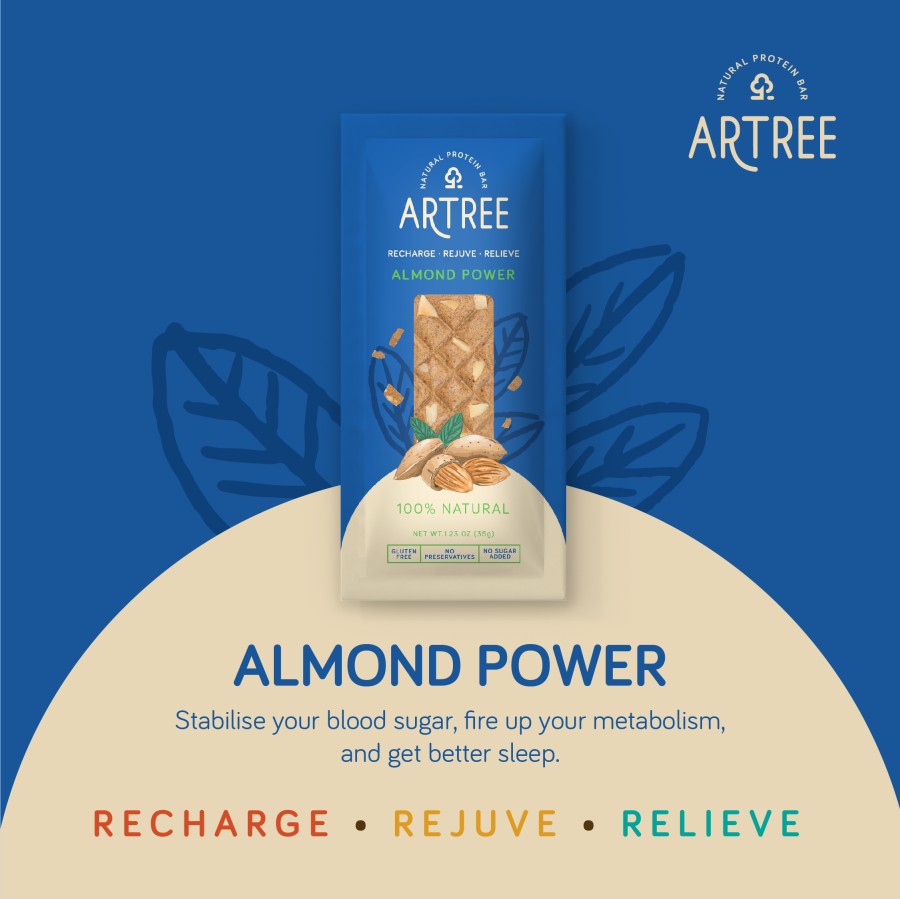 NATURAL PROTEIN BAR
ARTREE
NATURAL PROTEIN BAR
ARTREE
RECHARGE · REJUVE · RELIEVE
ALMOND POWER
100% NATURAL
NET WT.1.23 OZ (35g)
GLUTEN FREE
NO PRESERVATIVES
NO SUGAR ADDED
ALMOND POWER
Stabilise your blood sugar, fire up your metabolism,
and get better sleep.
RECHARGE • REJUVE • RELIEVE